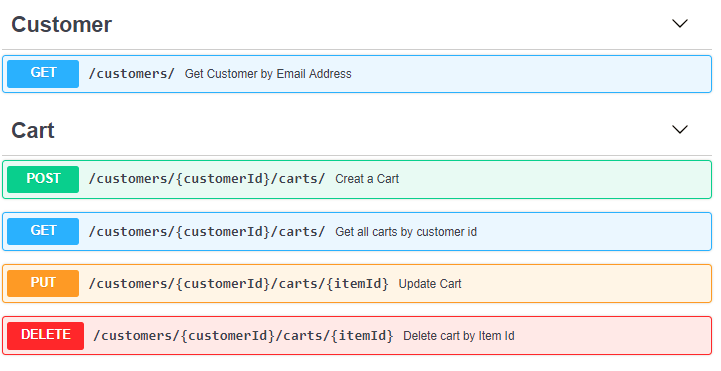 Customer
GET /customers/ Get Customer by Email Address
Cart
POST /customers/{customerId}/carts/ Creat a Cart
GET /customers/{customerId}/carts/ Get all carts by customer id
PUT /customers/{customerId}/carts/{itemId} Update Cart
DELETE /customers/{customerId}/carts/{itemId} Delete cart by Item Id